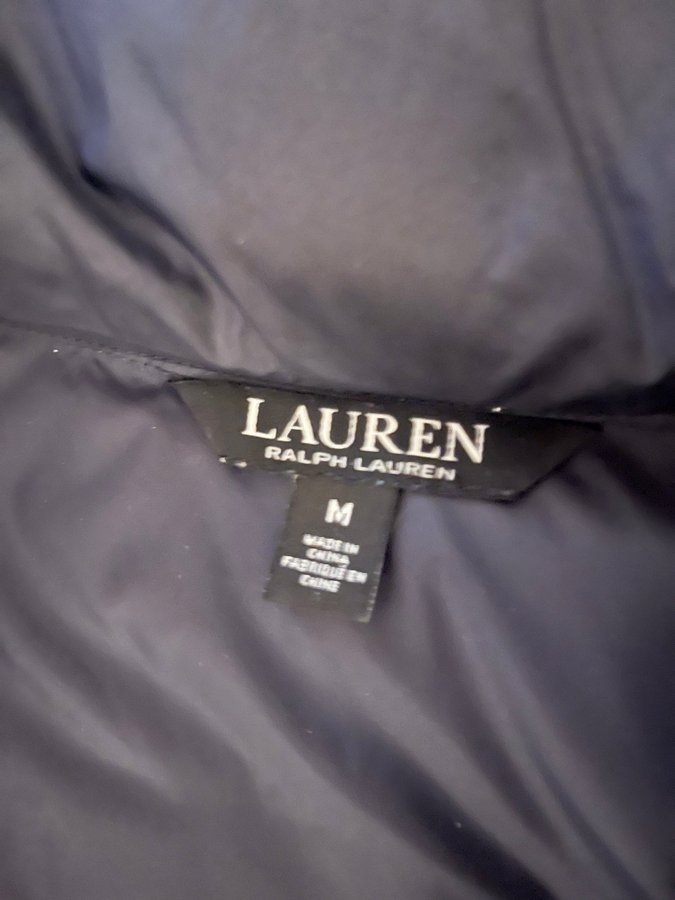 LAUREN
RALPH LAUREN
M
MADE IN
CHINA
FABRIQUÉ EN
CHINE